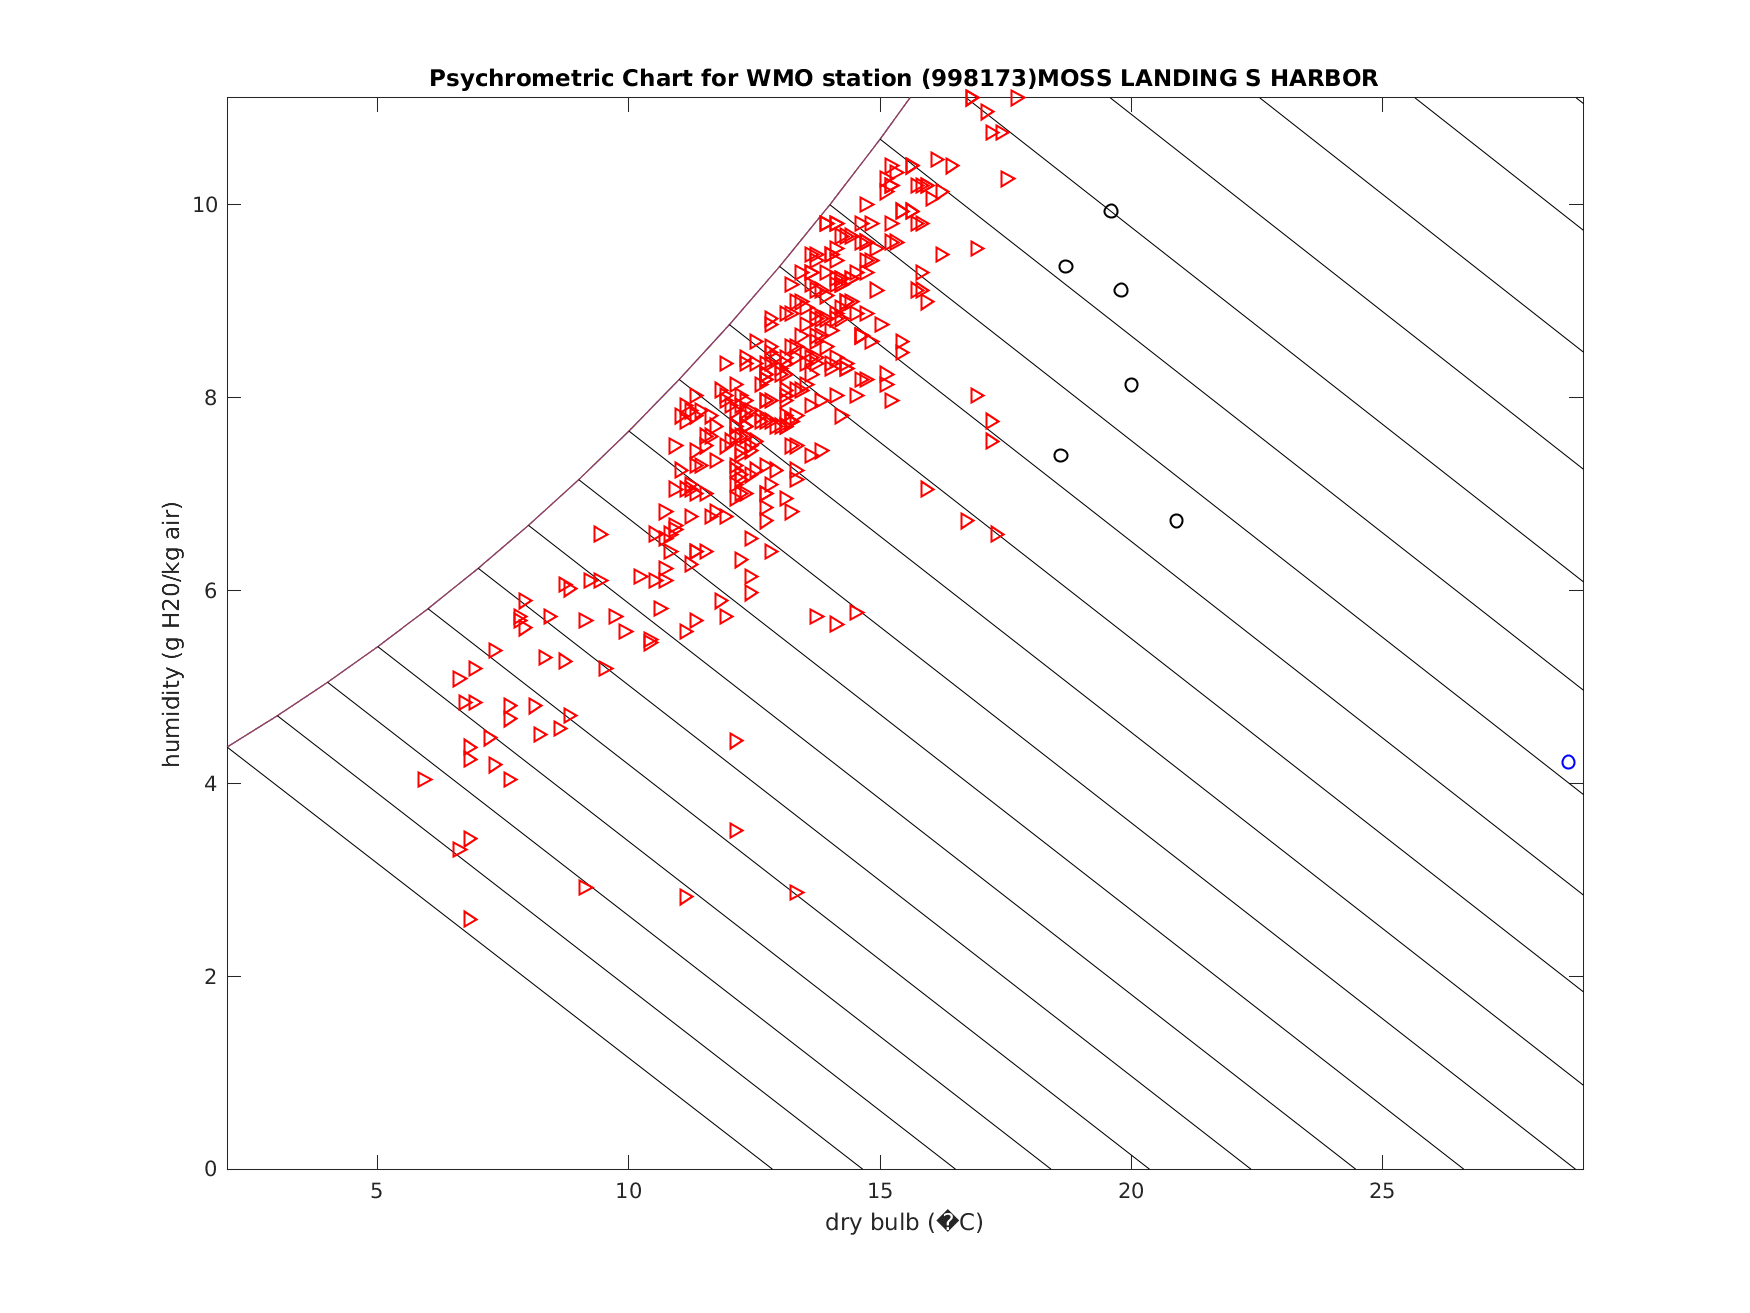 Psychrometric Chart for WMO station (998173)MOSS LANDING S HARBOR
10
8
6
4
2
0
humidity (g H20/kg air)
5 10 15 20 25
dry bulb (�C)